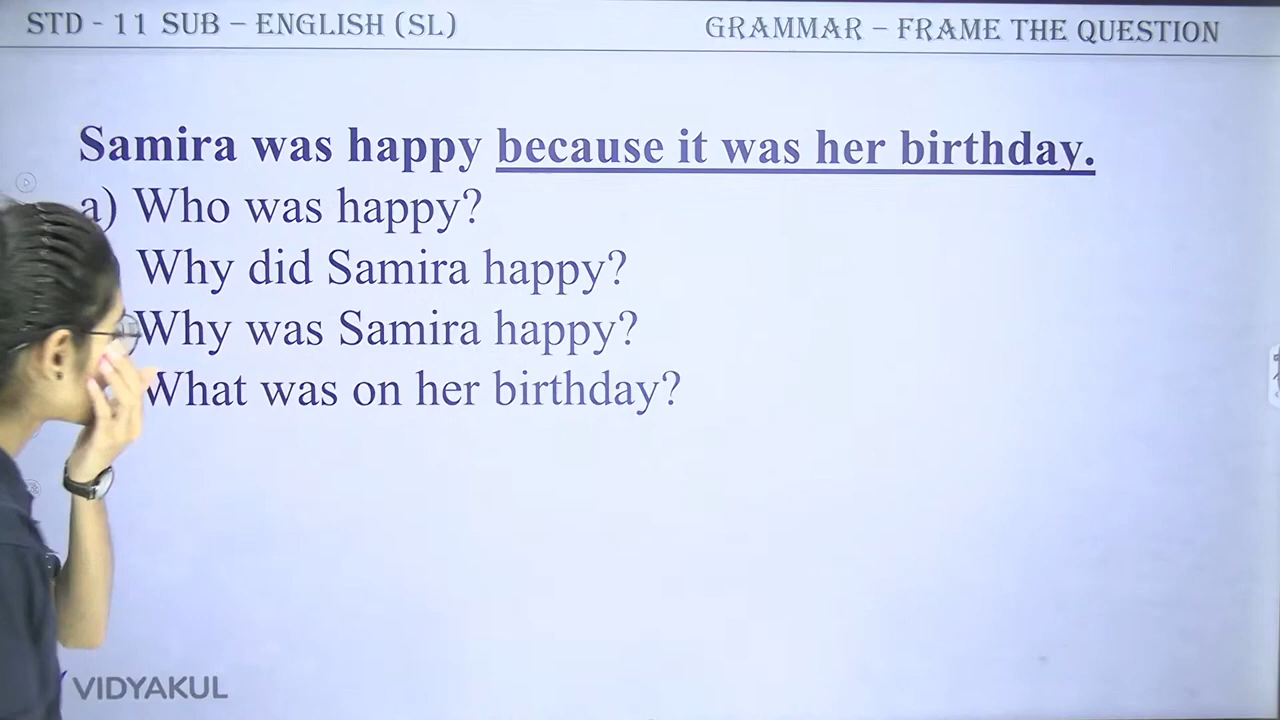 STD - 11 SUB – ENGLISH (SL)
GRAMMAR – FRAME THE QUESTION
Samira was happy because it was her birthday.
a) Who was happy?
Why did Samira happy?
Why was Samira happy?
What was on her birthday?
VIDYAKUL